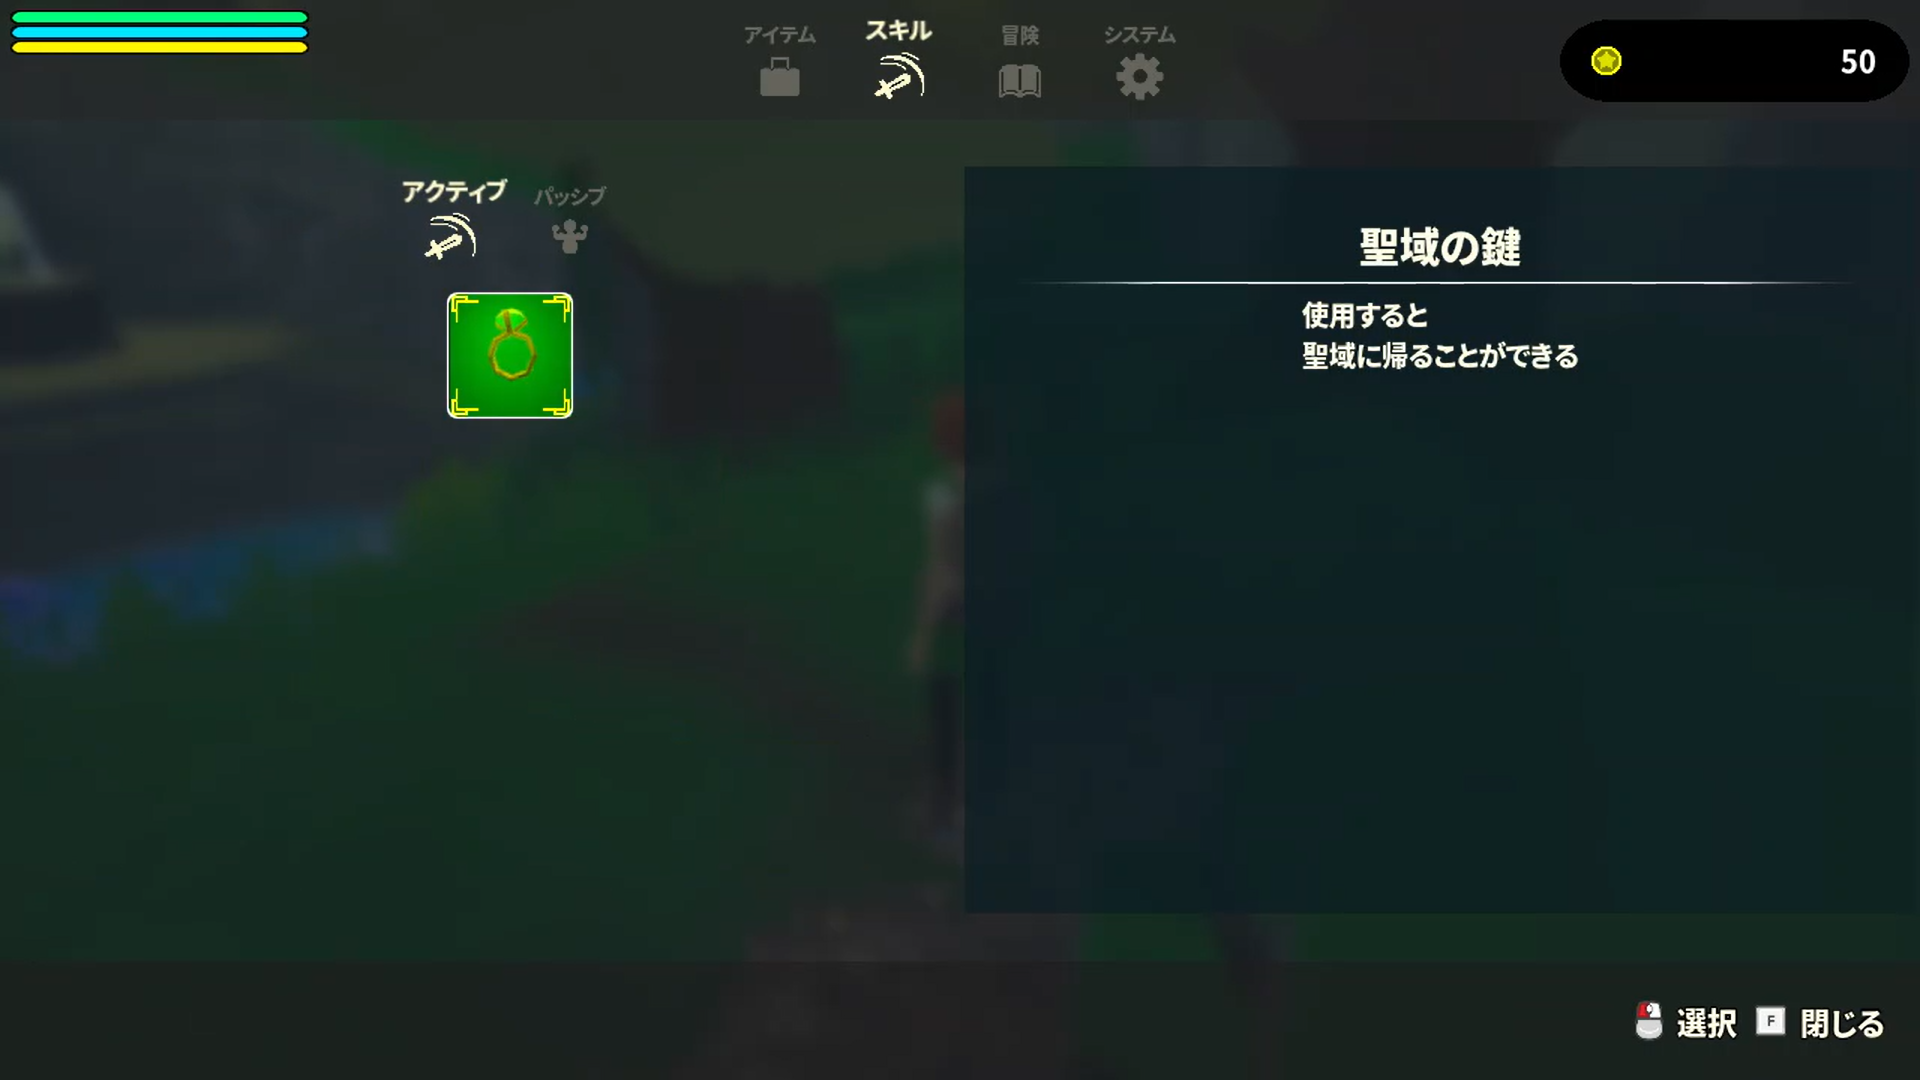 アイテム
スキル
冒険
システム
50
アクティブ
パッシブ
聖域の鍵
使用すると
聖域に帰ることができる
選択
F
閉じる